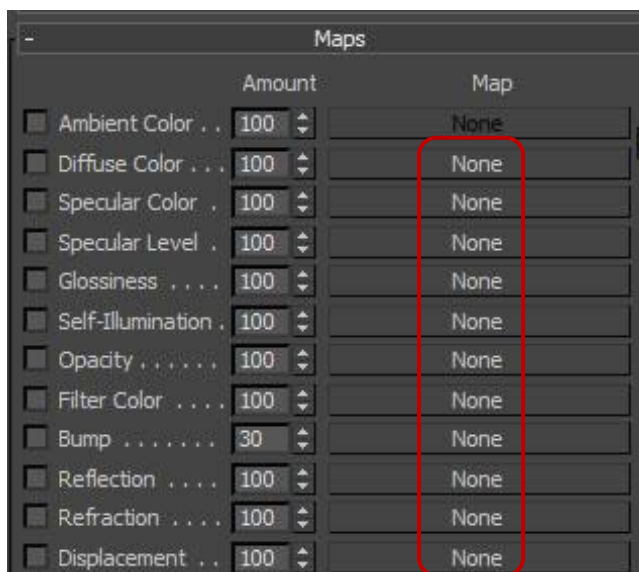 - Maps
Amount Map
Ambient Color . . 100 None
Diffuse Color . . . 100 None
Specular Color . 100 None
Specular Level . 100 None
Glossiness . . . . 100 None
Self-Illumination . 100 None
Opacity . . . . . . 100 None
Filter Color . . . . 100 None
Bump . . . . . . . 30 None
Reflection . . . . 100 None
Refraction . . . . 100 None
Displacement . . 100 None